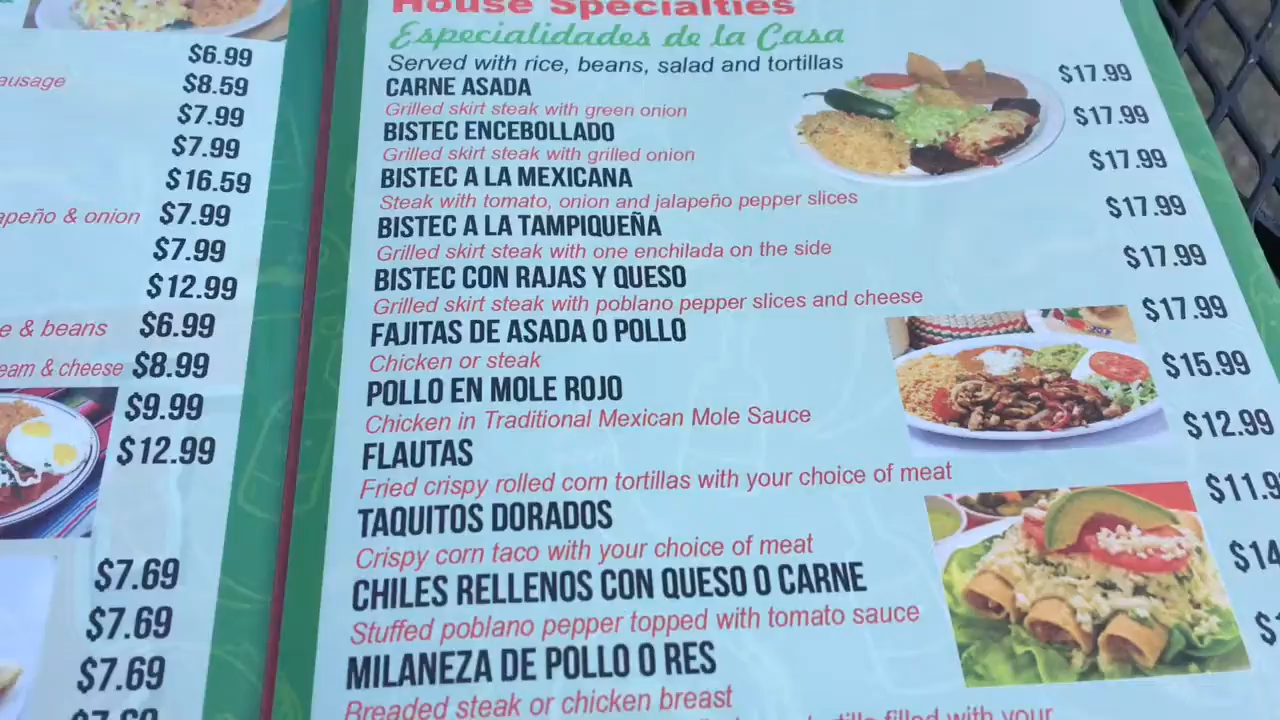 $6.99
ausage $8.59
$7.99
$7.99
$16.59
apeño & onion $7.99
$7.99
$12.99
e & beans $6.99
eam & cheese $8.99
$9.99
$12.99
$7.69
$7.69
$7.69
House Specialties
Especialidades de la Casa
Served with rice, beans, salad and tortillas
CARNE ASADA $17.99
Grilled skirt steak with green onion
BISTEC ENCEBOLLADO $17.99
Grilled skirt steak with grilled onion
BISTEC A LA MEXICANA $17.99
Steak with tomato, onion and jalapeño pepper slices
BISTEC A LA TAMPIQUEÑA $17.99
Grilled skirt steak with one enchilada on the side
BISTEC CON RAJAS Y QUESO $17.99
Grilled skirt steak with poblano pepper slices and cheese
FAJITAS DE ASADA O POLLO $17.99
Chicken or steak
POLLO EN MOLE ROJO $15.99
Chicken in Traditional Mexican Mole Sauce
FLAUTAS $12.99
Fried crispy rolled corn tortillas with your choice of meat
TAQUITOS DORADOS $11.9
Crispy corn taco with your choice of meat
CHILES RELLENOS CON QUESO O CARNE $14
Stuffed poblano pepper topped with tomato sauce
MILANEZA DE POLLO O RES
Breaded steak or chicken breast
filled with your